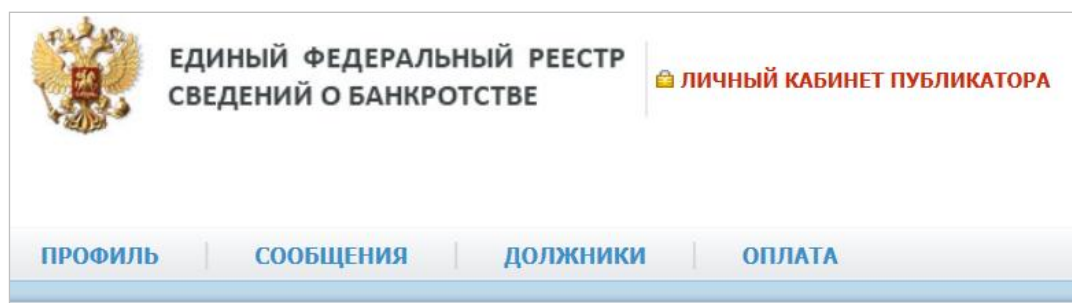 ЕДИНЫЙ ФЕДЕРАЛЬНЫЙ РЕЕСТР
СВЕДЕНИЙ О БАНКРОТСТВЕ
ЛИЧНЫЙ КАБИНЕТ ПУБЛИКАТОРА
ПРОФИЛЬ СООБЩЕНИЯ ДОЛЖНИКИ ОПЛАТА